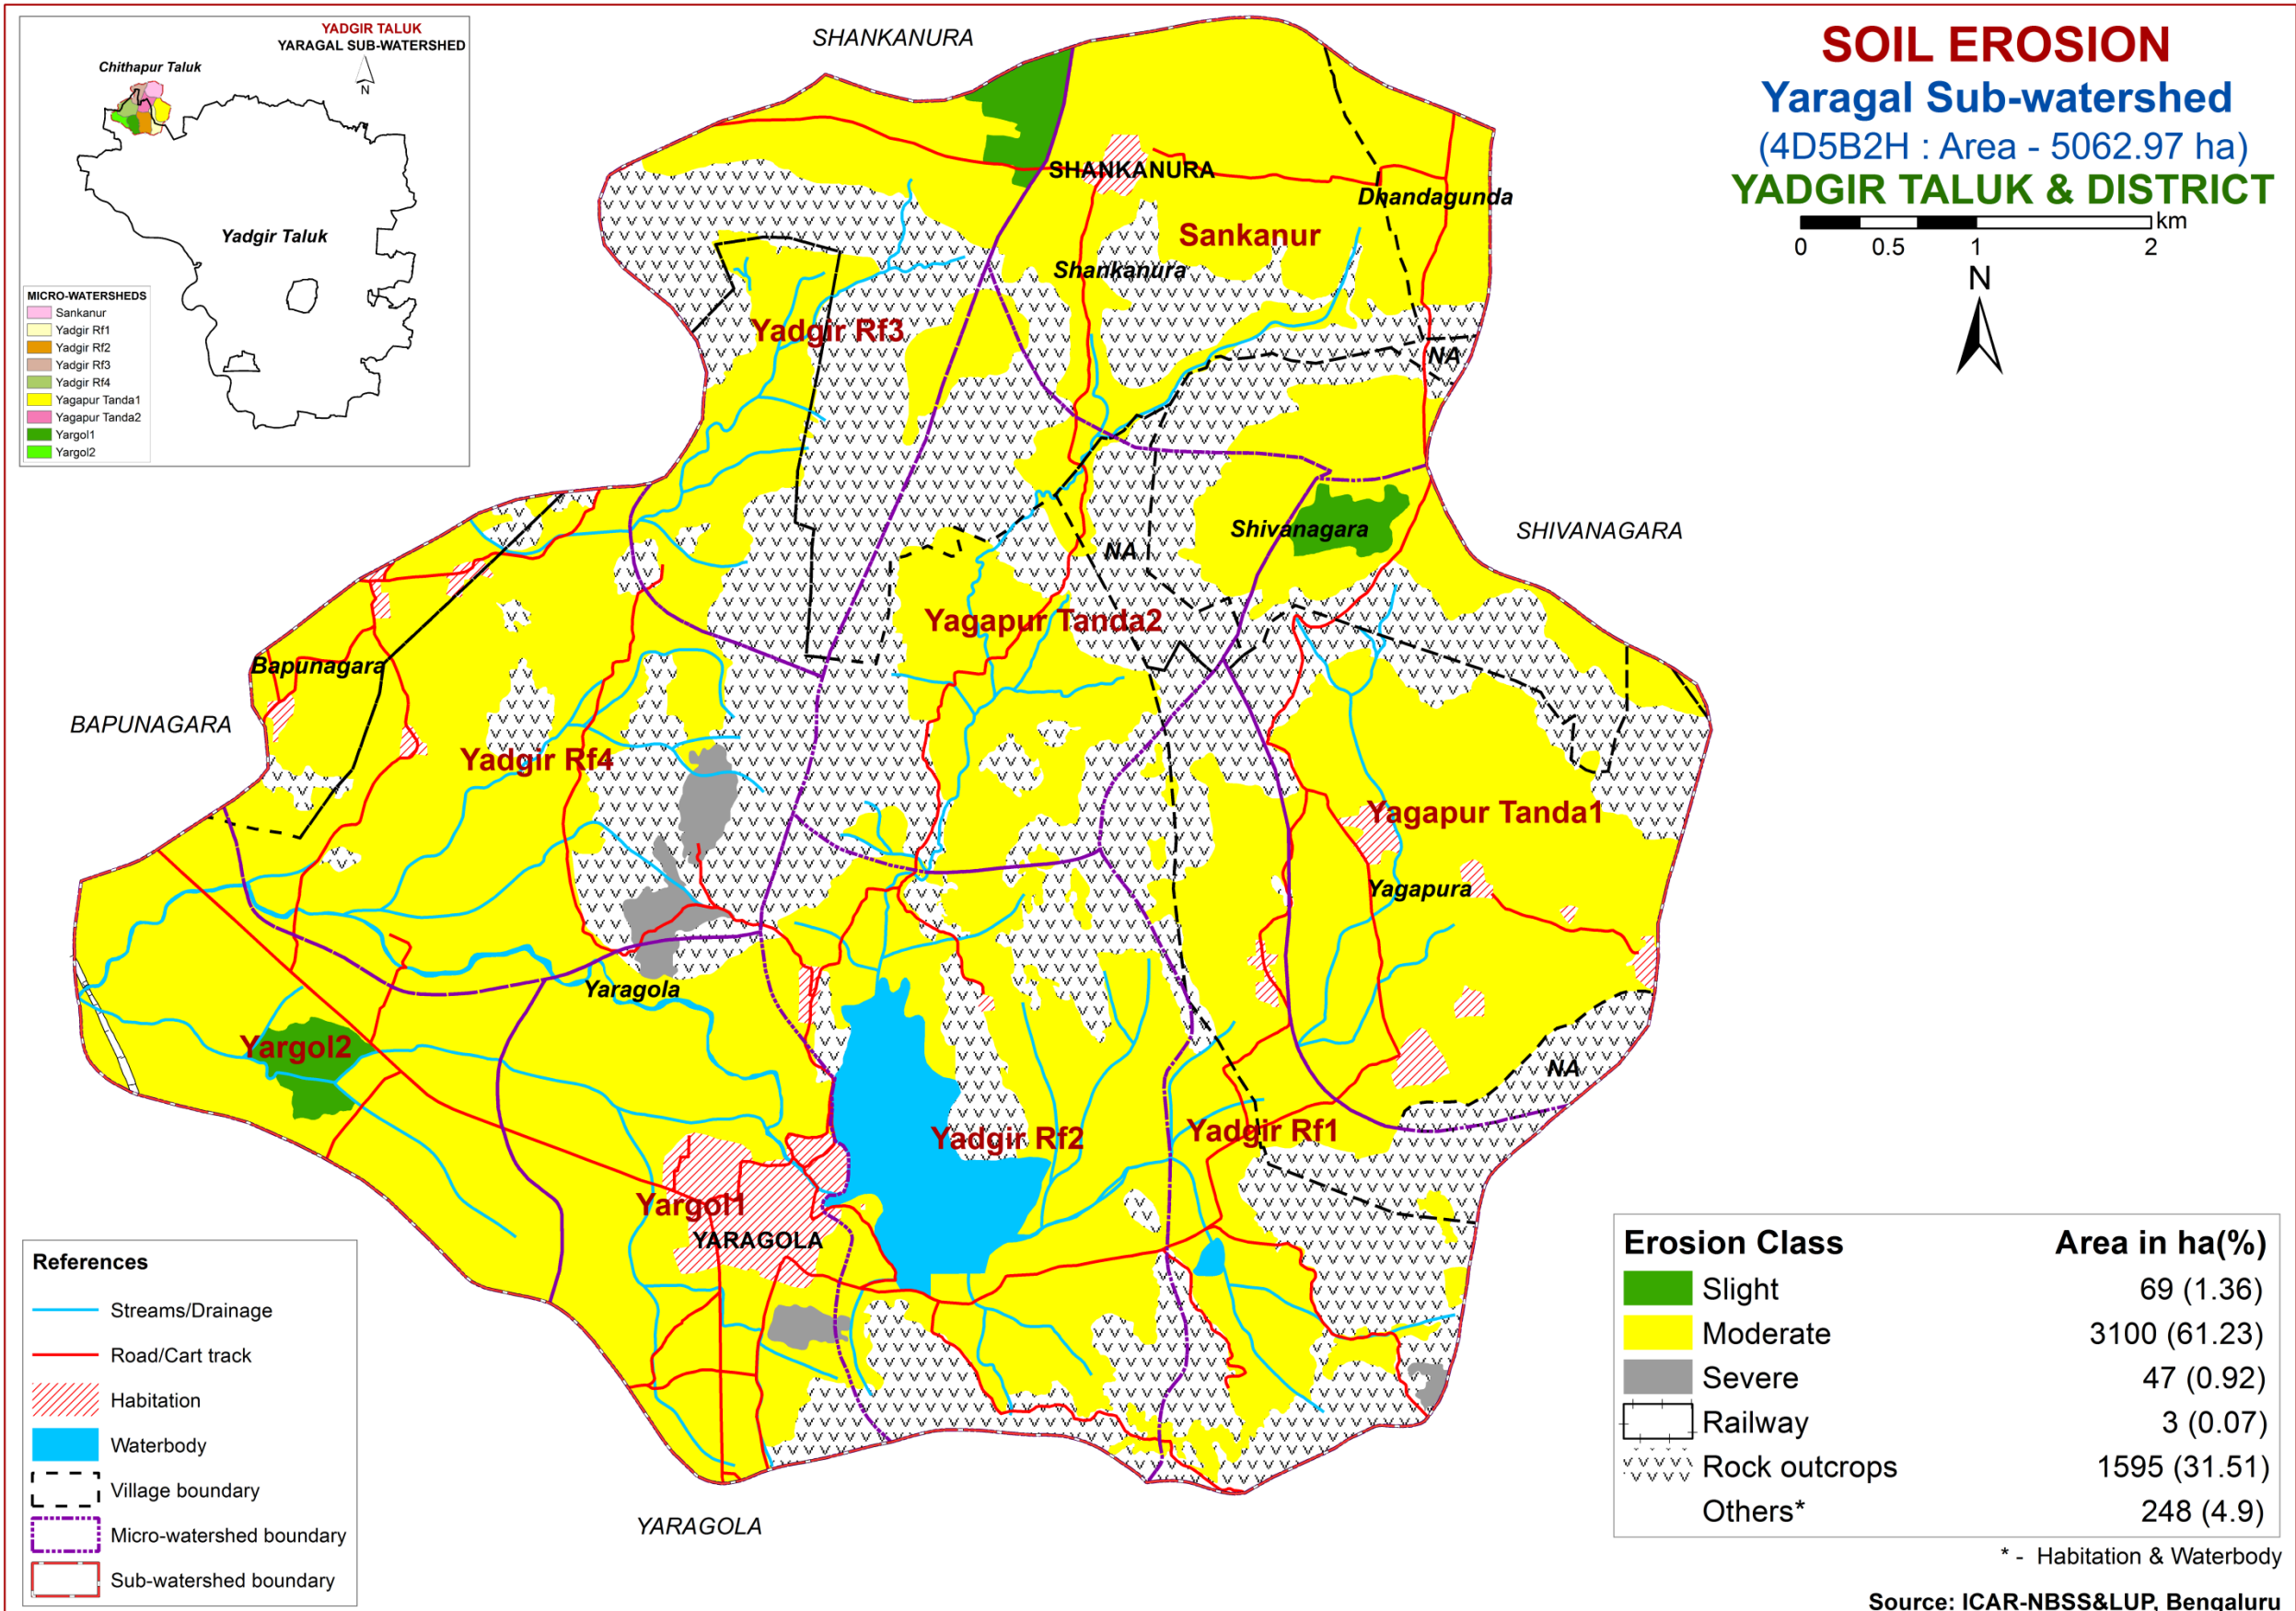 YADGIR TALUK
YARAGAL SUB-WATERSHED
Chithapur Taluk
N
Yadgir Taluk
MICRO-WATERSHEDS
Sankanur
Yadgir Rf1
Yadgir Rf2
Yadgir Rf3
Yadgir Rf4
Yagapur Tanda1
Yagapur Tanda2
Yargol1
Yargol2
SOIL EROSION
Yaragal Sub-watershed
(4D5B2H : Area - 5062.97 ha)
YADGIR TALUK & DISTRICT
km
0 0.5 1 2
N
SHANKANURA
SHANKANURA
Dhandagunda
Sankanur
Shankanura
Yadgir Rf3
NA
Shivanagara
SHIVANAGARA
NA
Yagapur Tanda2
Bapunagara
BAPUNAGARA
Yadgir Rf4
Yagapur Tanda1
Yagapura
Yaragola
Yargol2
NA
Yadgir Rf2
Yadgir Rf1
Yargol1
YARAGOLA
YARAGOLA
References
Streams/Drainage
Road/Cart track
Habitation
Waterbody
Village boundary
Micro-watershed boundary
Sub-watershed boundary
Erosion Class Area in ha(%)
Slight 69 (1.36)
Moderate 3100 (61.23)
Severe 47 (0.92)
Railway 3 (0.07)
Rock outcrops 1595 (31.51)
Others* 248 (4.9)
* - Habitation & Waterbody
Source: ICAR-NBSS&LUP, Bengaluru